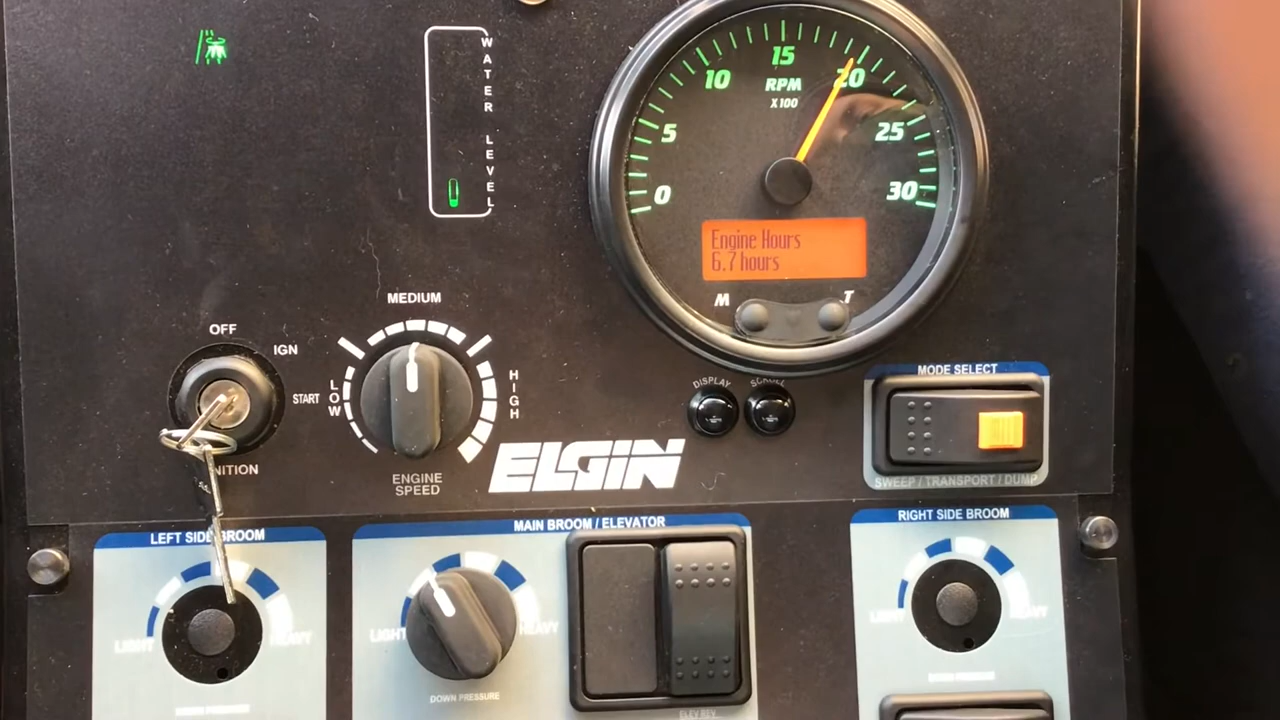 WATER LEVEL
0
5
10
15
20
25
30
RPM
X100
Engine Hours
6.7 hours
M
T
DISPLAY
OFF
IGN
START
MEDIUM
LOW
HIGH
ENGINE
SPEED
ELGIN
MODE SELECT
SWEEP / TRANSPORT / DUMP
LEFT SIDE BROOM
LIGHT
HEAVY
MAIN BROOM / ELEVATOR
LIGHT
HEAVY
DOWN PRESSURE
RIGHT SIDE BROOM
LIGHT
HEAVY